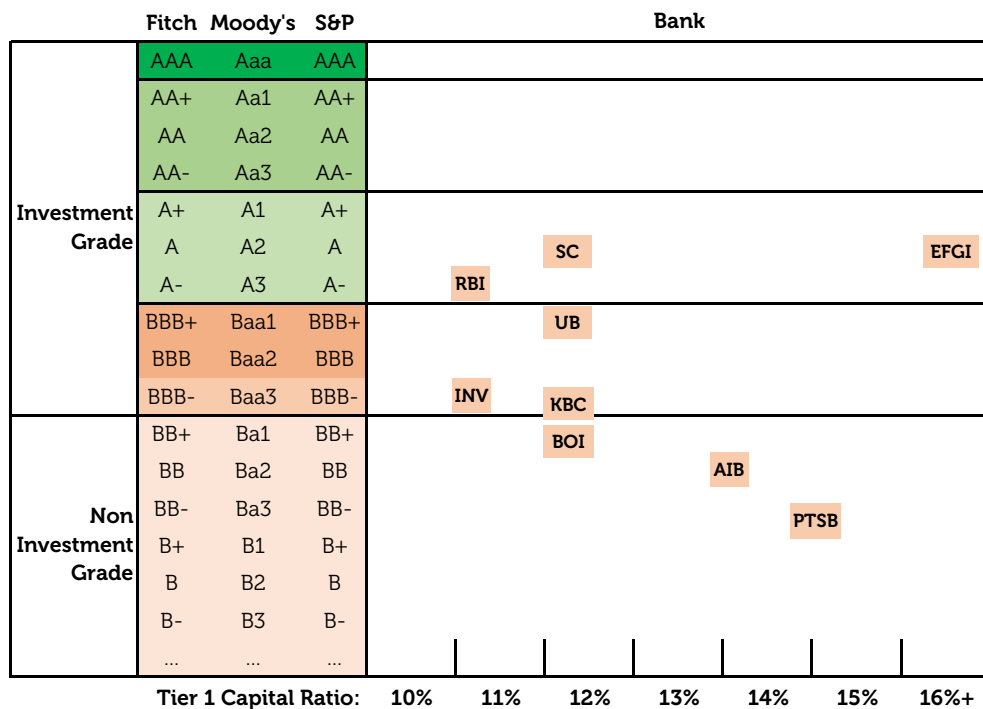 Fitch Moody's S&P Bank
AAA Aaa AAA
AA+ Aa1 AA+
AA Aa2 AA
AA- Aa3 AA-
Investment Grade
A+ A1 A+
A A2 A SC EFGI
A- A3 A- RBI
BBB+ Baa1 BBB+ UB
BBB Baa2 BBB
BBB- Baa3 BBB- INV KBC
BB+ Ba1 BB+ BOI
BB Ba2 BB AIB
BB- Ba3 BB- PTSB
Non
Investment
Grade
B+ B1 B+
B B2 B
B- B3 B-
... ... ...
Tier 1 Capital Ratio: 10% 11% 12% 13% 14% 15% 16%+